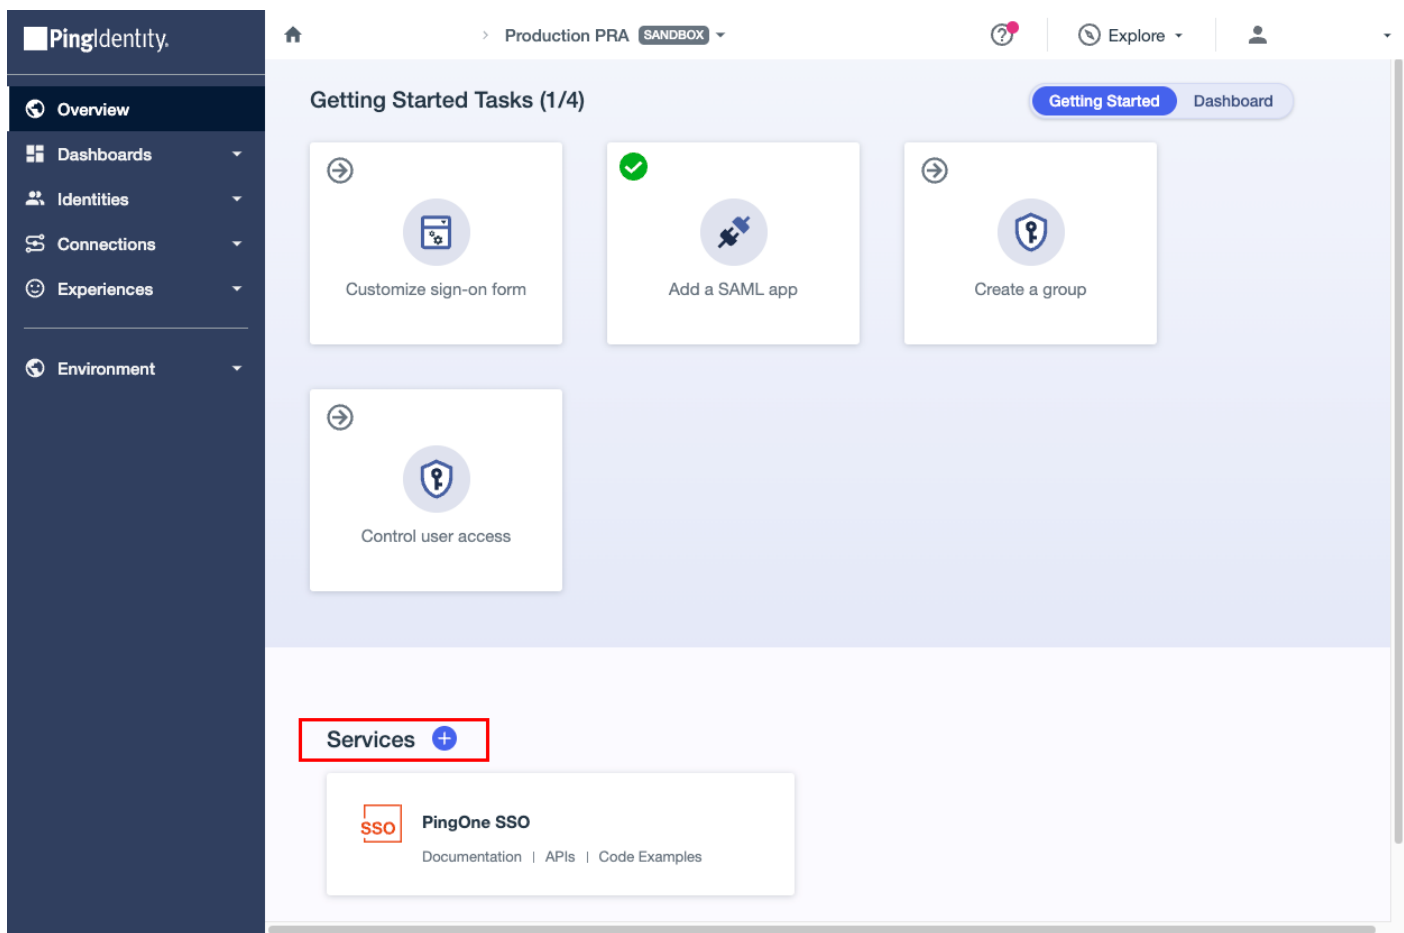 PingIdentity.
Production PRA SANDBOX
Explore
Overview
Dashboards
Identities
Connections
Experiences
Environment
Getting Started Tasks (1/4)
Getting Started Dashboard
Customize sign-on form
Add a SAML app
Create a group
Control user access
Services
SSO
PingOne SSO
Documentation | APIs | Code Examples